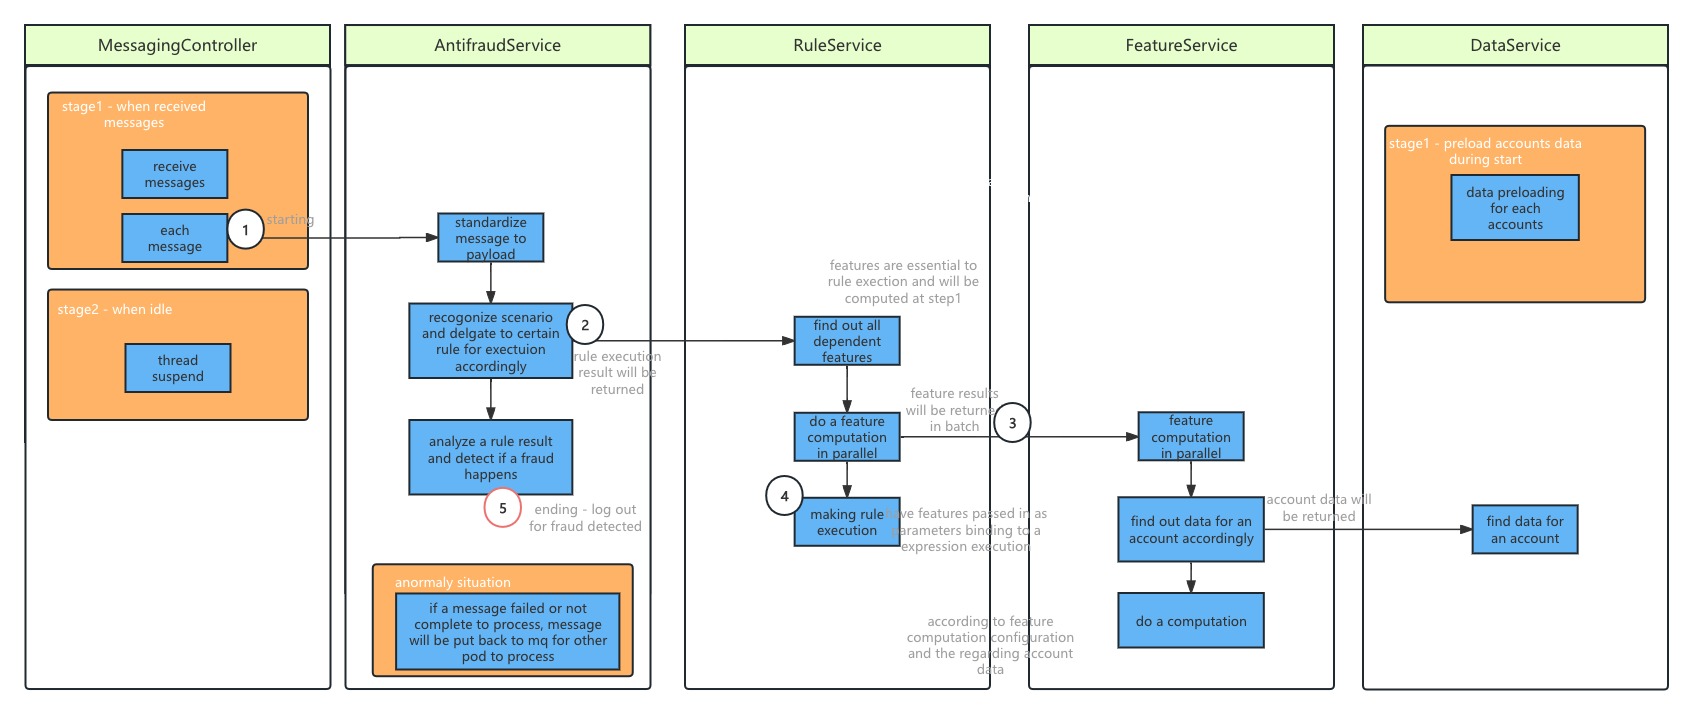 MessagingController
stage1 - when received
messages
receive
messages
each
message
1
starting
stage2 - when idle
thread
suspend
AntifraudService
standardize
message to
payload
recogonize scenario
and delgate to certain
rule for exectuion
accordingly
2
rule execution
result will be
returned
analyze a rule result
and detect if a fraud
happens
5
ending - log out
for fraud detected
anormaly situation
if a message failed or not
complete to process, message
will be put back to mq for other
pod to process
RuleService
features are essential to
rule exection and will be
computed at step1
find out all
dependent
features
do a feature
computation
in parallel
feature results
will be returned
in batch
3
4
making rule
execution
have features passed in as
parameters binding to a
expression execution
according to feature
computation configuration
and the regarding account
data
FeatureService
feature
computation
in parallel
find out data for an
account accordingly
account data will
be returned
do a computation
DataService
stage1 - preload accounts data
during start
data preloading
for each
accounts
find data for
an account